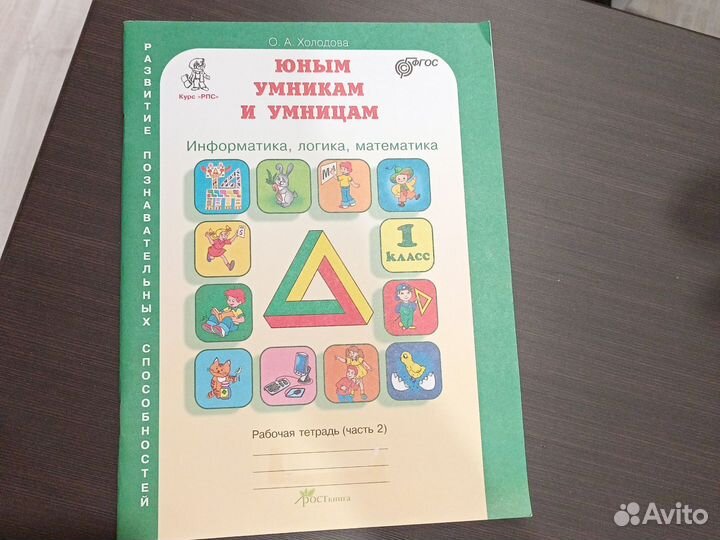 О. А. Холодова
ЮНЫМ
УМНИКАМ
И УМНИЦАМ
Курс «РПС»
ФГОС
Информатика, логика, математика
1
КЛАСС
Рабочая тетрадь (часть 2)
РОСТкнига
РАЗВИТИЕ ПОЗНАВАТЕЛЬНЫХ СПОСОБНОСТЕЙ
Avito